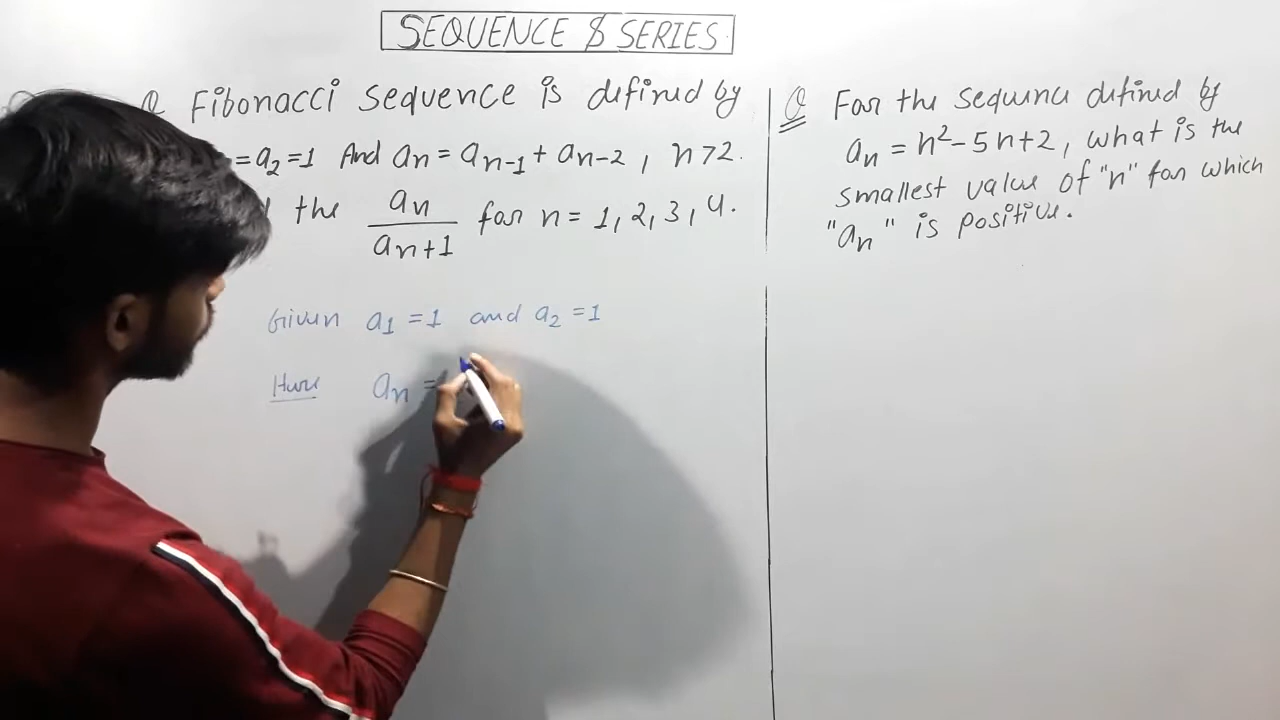 SEQUENCE & SERIES
Q Fibonacci sequence is defined by
= a₂ = 1 And aₙ = aₙ₋₁ + aₙ₋₂ , n > 2.
the aₙ / aₙ₊₁ for n = 1, 2, 3, 4.
Given a₁ = 1 and a₂ = 1
Here aₙ =
Q For the sequence defined by
aₙ = n² - 5n + 2, what is the
smallest value of "n" for which
"aₙ" is positive.